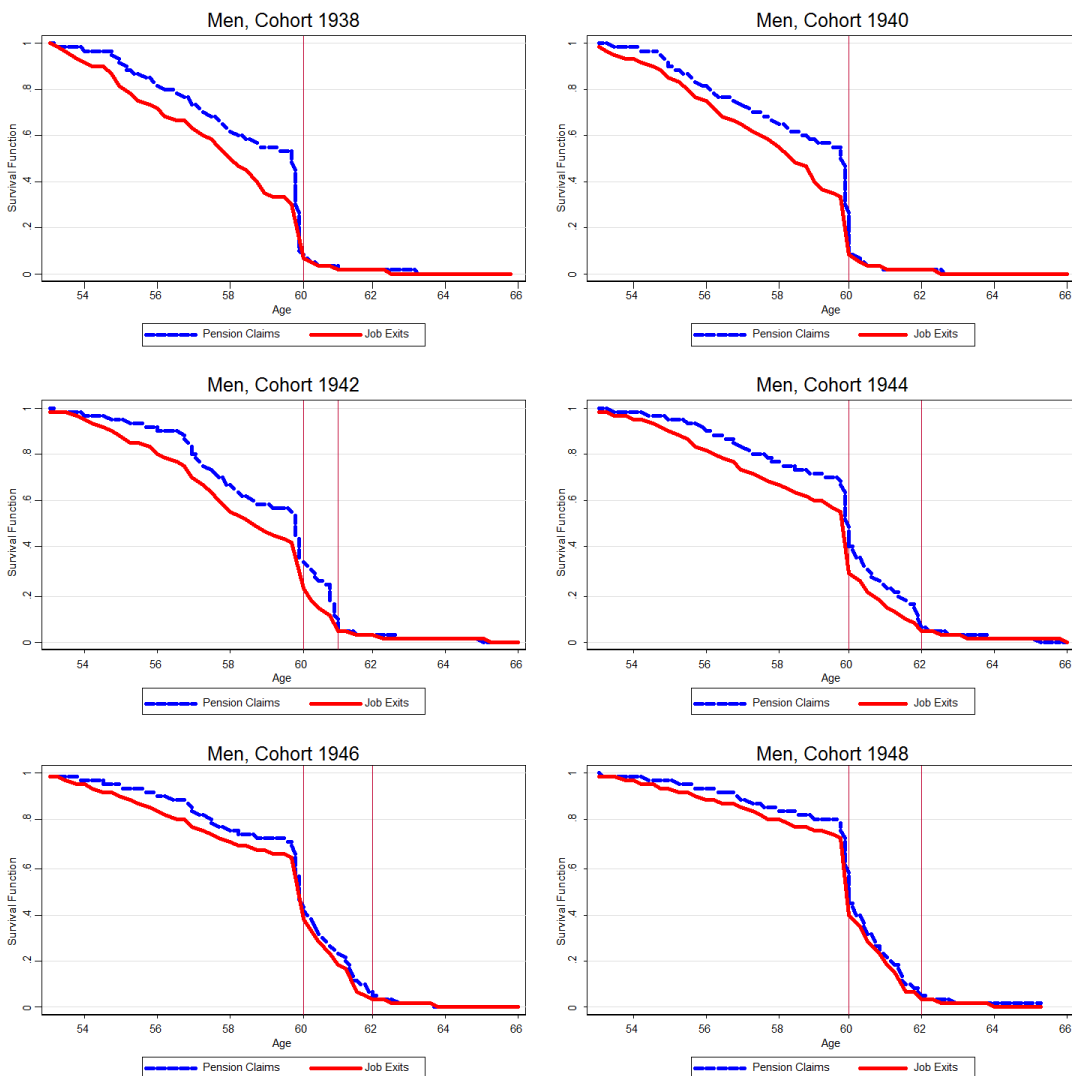 Men, Cohort 1938
Survival Function
1
.8
.6
.4
.2
0
54 56 58 60 62 64 66
Age
Pension Claims Job Exits
Men, Cohort 1940
Survival Function
1
.8
.6
.4
.2
0
54 56 58 60 62 64 66
Age
Pension Claims Job Exits
Men, Cohort 1942
Survival Function
1
.8
.6
.4
.2
0
54 56 58 60 62 64 66
Age
Pension Claims Job Exits
Men, Cohort 1944
Survival Function
1
.8
.6
.4
.2
0
54 56 58 60 62 64 66
Age
Pension Claims Job Exits
Men, Cohort 1946
Survival Function
1
.8
.6
.4
.2
0
54 56 58 60 62 64 66
Age
Pension Claims Job Exits
Men, Cohort 1948
Survival Function
1
.8
.6
.4
.2
0
54 56 58 60 62 64 66
Age
Pension Claims Job Exits